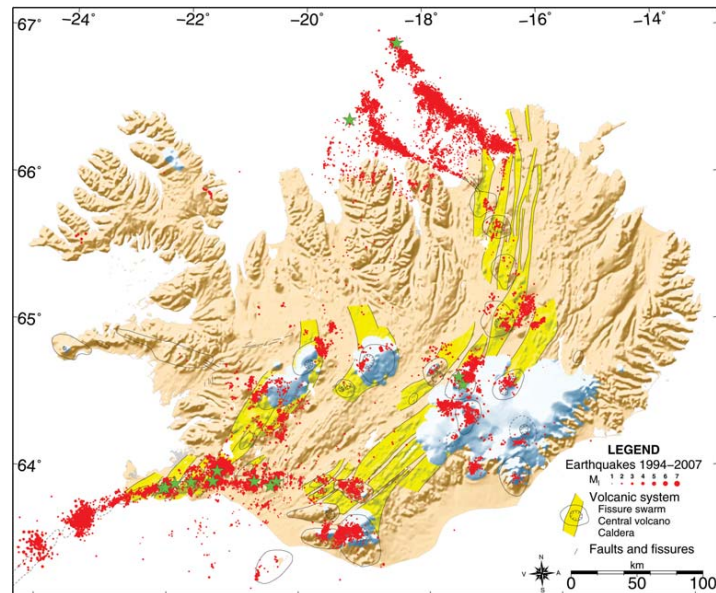 −24° −22° −20° −18° −16° −14°
67°
66°
65°
64°
LEGEND
Earthquakes 1994–2007
M_l 1 2 3 4 5 6 7
Volcanic system
Fissure swarm
Central volcano
Caldera
Faults and fissures
N
V A
S
km
0 50 100